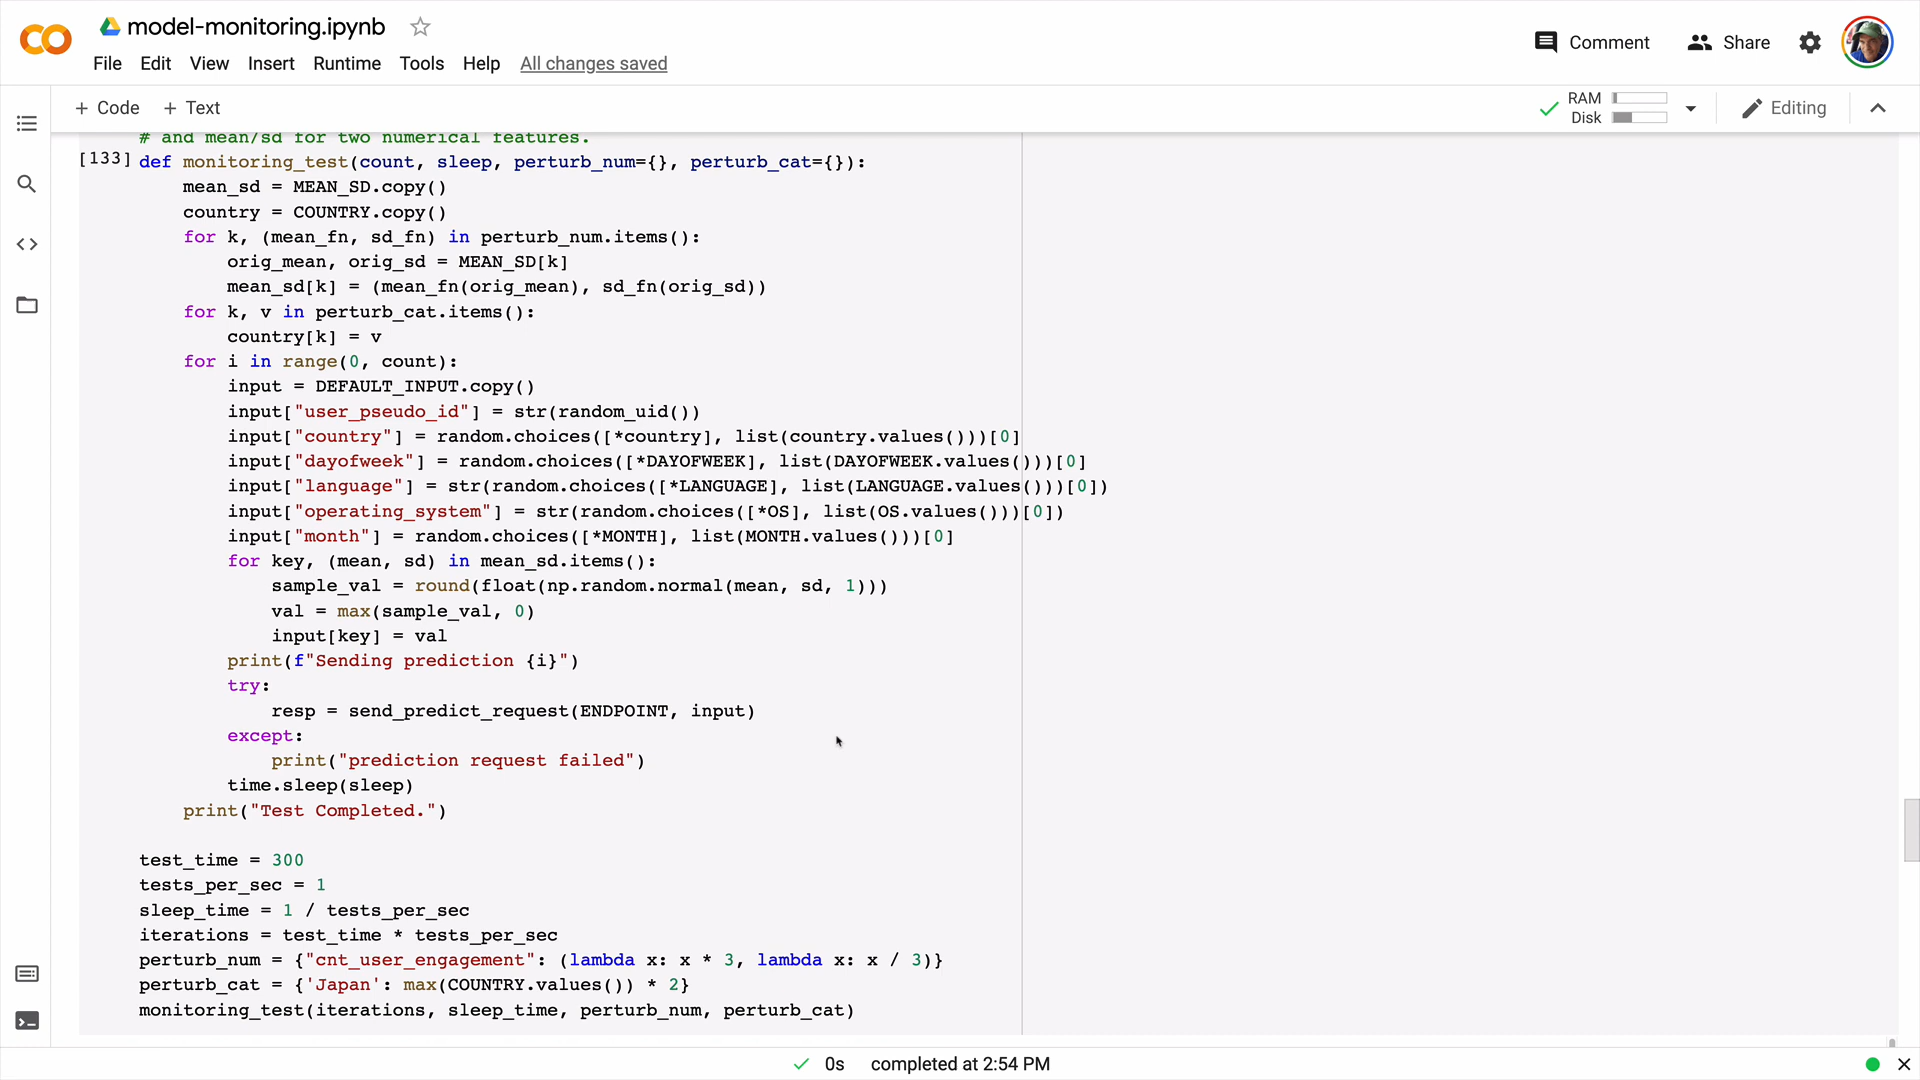 model-monitoring.ipynb
Comment
Share
File Edit View Insert Runtime Tools Help All changes saved
+ Code + Text
RAM
Disk
Editing
# and mean/sd for two numerical features.
[133] def monitoring_test(count, sleep, perturb_num={}, perturb_cat={}):
mean_sd = MEAN_SD.copy()
country = COUNTRY.copy()
for k, (mean_fn, sd_fn) in perturb_num.items():
orig_mean, orig_sd = MEAN_SD[k]
mean_sd[k] = (mean_fn(orig_mean), sd_fn(orig_sd))
for k, v in perturb_cat.items():
country[k] = v
for i in range(0, count):
input = DEFAULT_INPUT.copy()
input["user_pseudo_id"] = str(random_uid())
input["country"] = random.choices([*country], list(country.values()))[0]
input["dayofweek"] = random.choices([*DAYOFWEEK], list(DAYOFWEEK.values()))[0]
input["language"] = str(random.choices([*LANGUAGE], list(LANGUAGE.values()))[0])
input["operating_system"] = str(random.choices([*OS], list(OS.values()))[0])
input["month"] = random.choices([*MONTH], list(MONTH.values()))[0]
for key, (mean, sd) in mean_sd.items():
sample_val = round(float(np.random.normal(mean, sd, 1)))
val = max(sample_val, 0)
input[key] = val
print(f"Sending prediction {i}")
try:
resp = send_predict_request(ENDPOINT, input)
except:
print("prediction request failed")
time.sleep(sleep)
print("Test Completed.")
test_time = 300
tests_per_sec = 1
sleep_time = 1 / tests_per_sec
iterations = test_time * tests_per_sec
perturb_num = {"cnt_user_engagement": (lambda x: x * 3, lambda x: x / 3)}
perturb_cat = {'Japan': max(COUNTRY.values()) * 2}
monitoring_test(iterations, sleep_time, perturb_num, perturb_cat)
0s completed at 2:54 PM